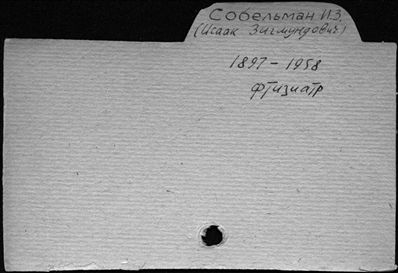 Собельман И.З.
(Исаак Зигмундович)
1897-1958
фтизиатр